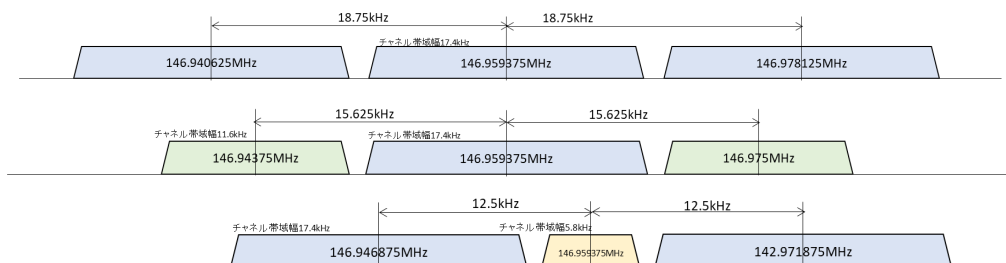 18.75kHz 18.75kHz
チャネル帯域幅17.4kHz
146.940625MHz 146.959375MHz 146.978125MHz
15.625kHz 15.625kHz
チャネル帯域幅11.6kHz チャネル帯域幅17.4kHz
146.94375MHz 146.959375MHz 146.975MHz
12.5kHz 12.5kHz
チャネル帯域幅17.4kHz チャネル帯域幅5.8kHz
146.946875MHz 146.959375MHz 142.971875MHz